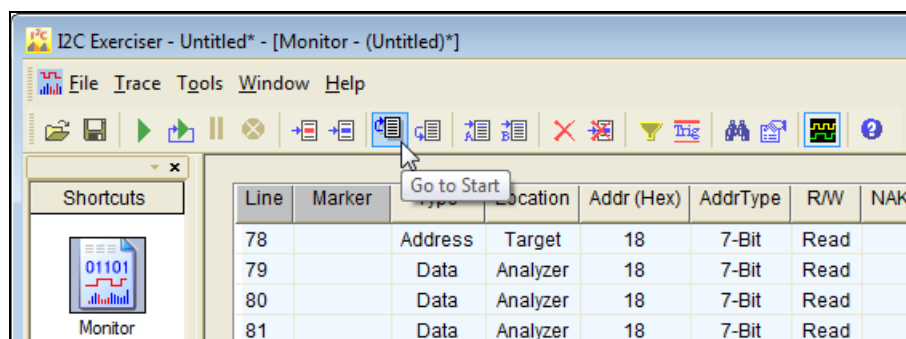 I2C Exerciser - Untitled* - [Monitor - (Untitled)*]
File Trace Tools Window Help
A B Trig ?
Go to Start
Shortcuts
01101
Monitor
Line Marker Location Addr (Hex) AddrType R/W NAK
78 Address Target 18 7-Bit Read
79 Data Analyzer 18 7-Bit Read
80 Data Analyzer 18 7-Bit Read
81 Data Analyzer 18 7-Bit Read